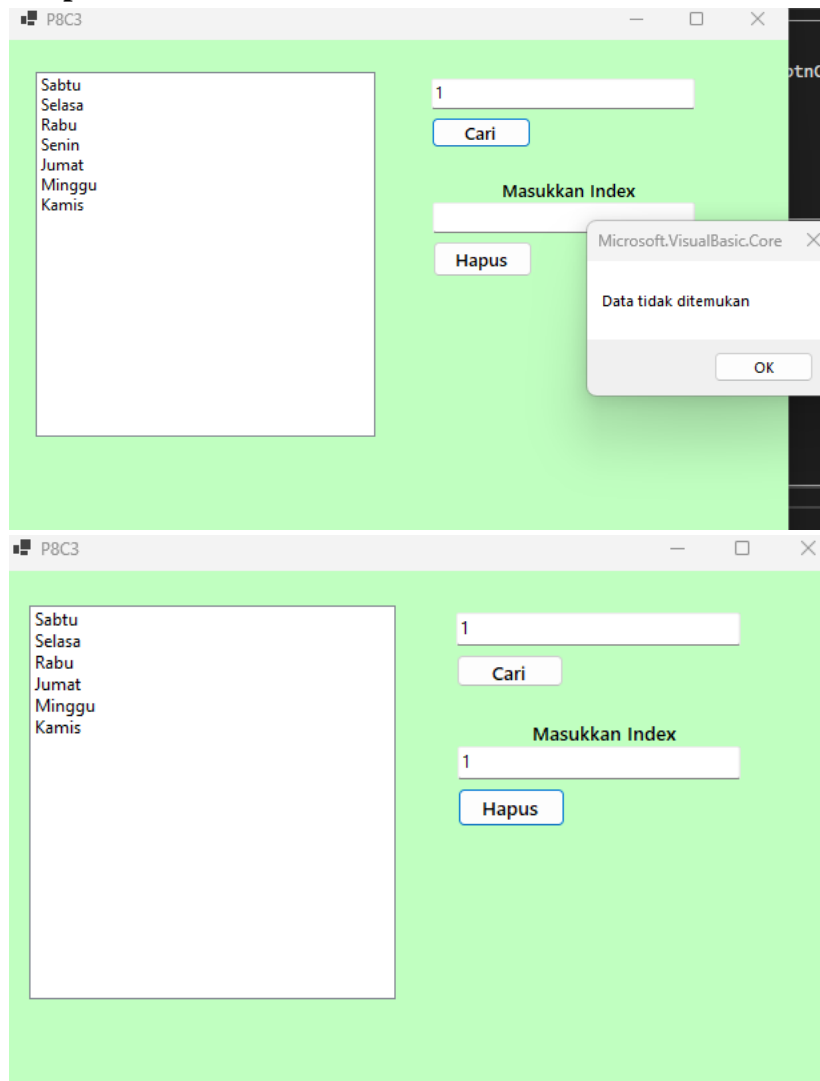 P8C3
otnC
Sabtu
Selasa
Rabu
Senin
Jumat
Minggu
Kamis
1
Cari
Masukkan Index
Hapus
Microsoft.VisualBasic.Core
Data tidak ditemukan
OK
P8C3
Sabtu
Selasa
Rabu
Jumat
Minggu
Kamis
1
Cari
Masukkan Index
1
Hapus